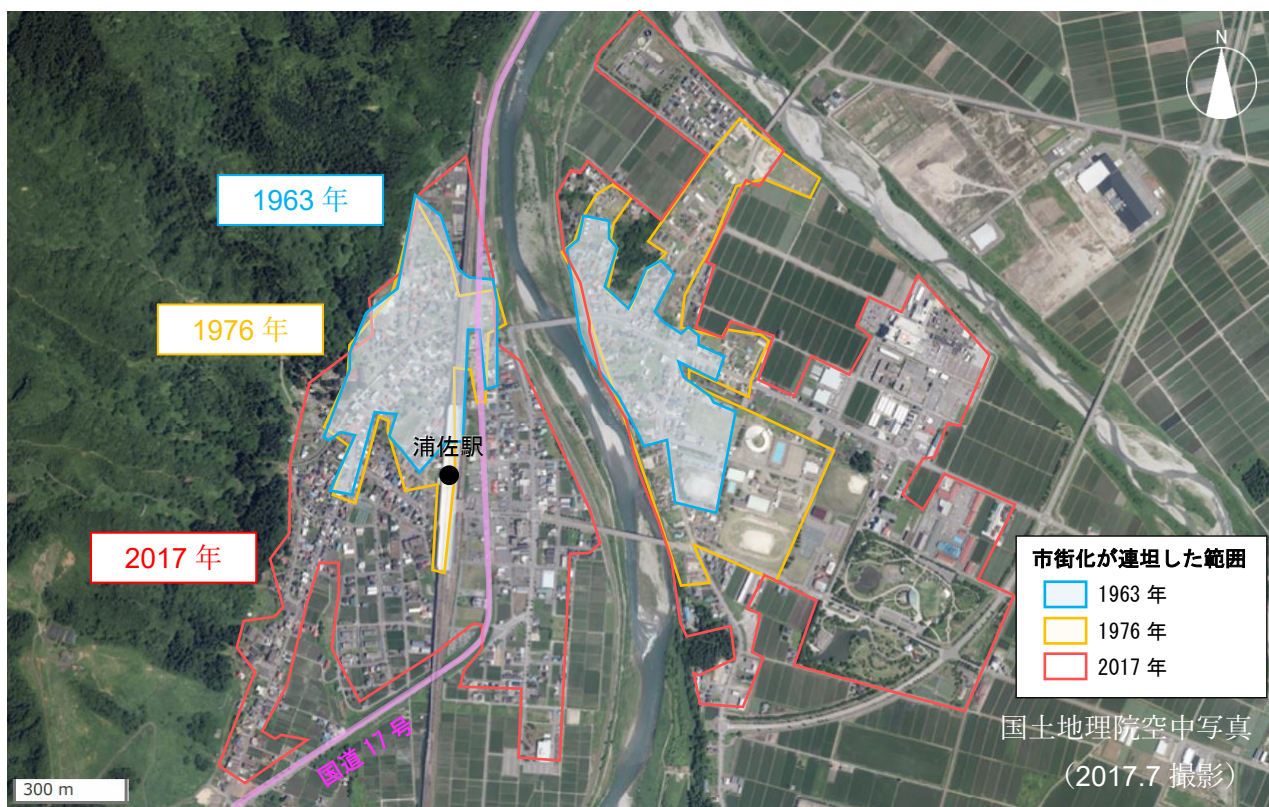 N
1963 年
1976 年
浦佐駅
2017 年
市街化が連坦した範囲
1963 年
1976 年
2017 年
国道 17 号
国土地理院空中写真
（2017.7 撮影）
300 m